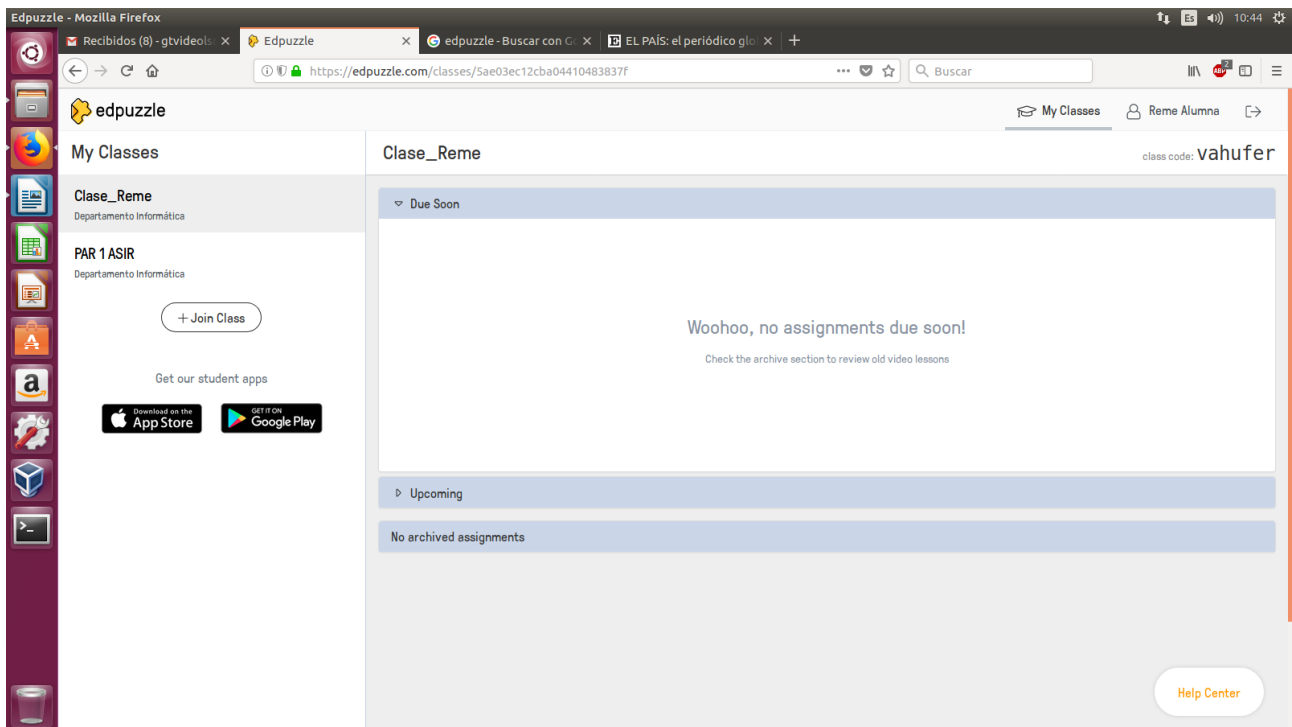 Edpuzzle - Mozilla Firefox
Es
10:44
Recibidos (8) - gtvideols
Edpuzzle
edpuzzle - Buscar con Go
EL PAÍS: el periódico glo
https://edpuzzle.com/classes/5ae03ec12cba04410483837f
Buscar
ABP
2
edpuzzle
My Classes
Reme Alumna
My Classes
Clase_Reme
class code: vahufer
Clase_Reme
Departamento Informática
PAR 1 ASIR
Departamento Informática
+ Join Class
Get our student apps
Download on the
App Store
GET IT ON
Google Play
Due Soon
Woohoo, no assignments due soon!
Check the archive section to review old video lessons
Upcoming
No archived assignments
Help Center